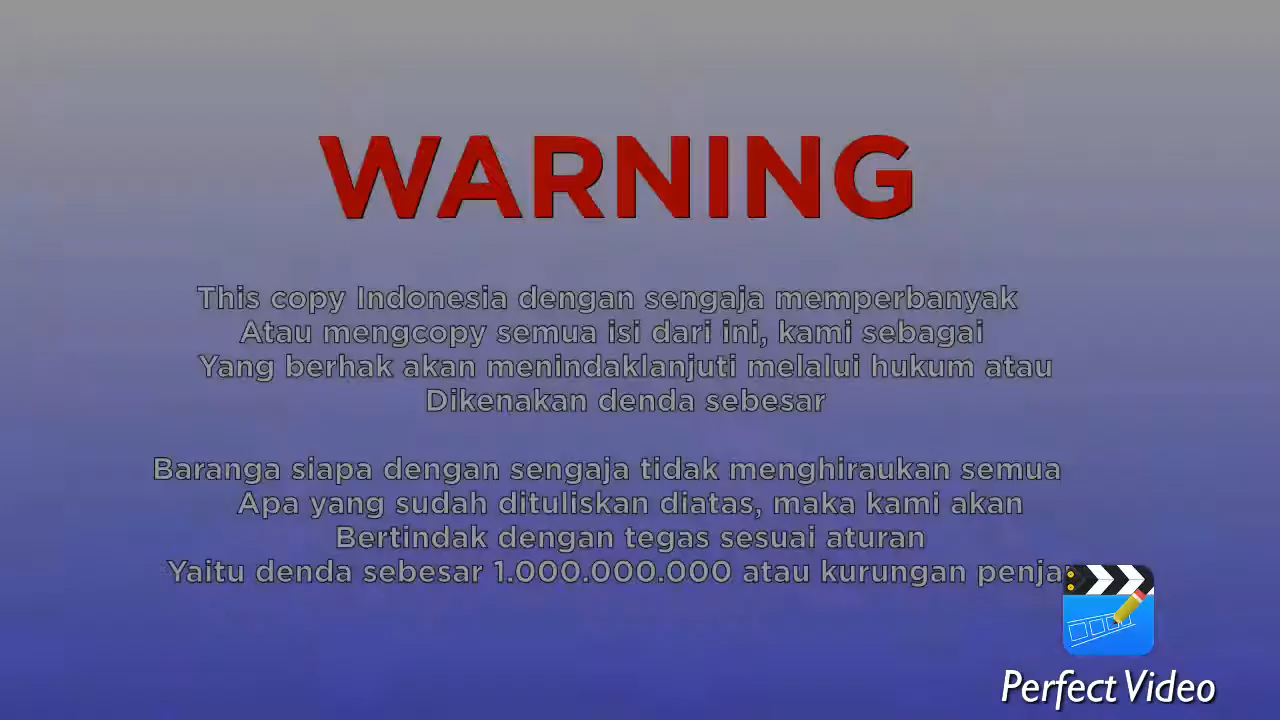 WARNING
This copy Indonesia dengan sengaja memperbanyak
Atau mengcopy semua isi dari ini, kami sebagai
Yang berhak akan menindaklanjuti melalui hukum atau
Dikenakan denda sebesar
Baranga siapa dengan sengaja tidak menghiraukan semua
Apa yang sudah dituliskan diatas, maka kami akan
Bertindak dengan tegas sesuai aturan
Yaitu denda sebesar 1.000.000.000 atau kurungan
Perfect Video